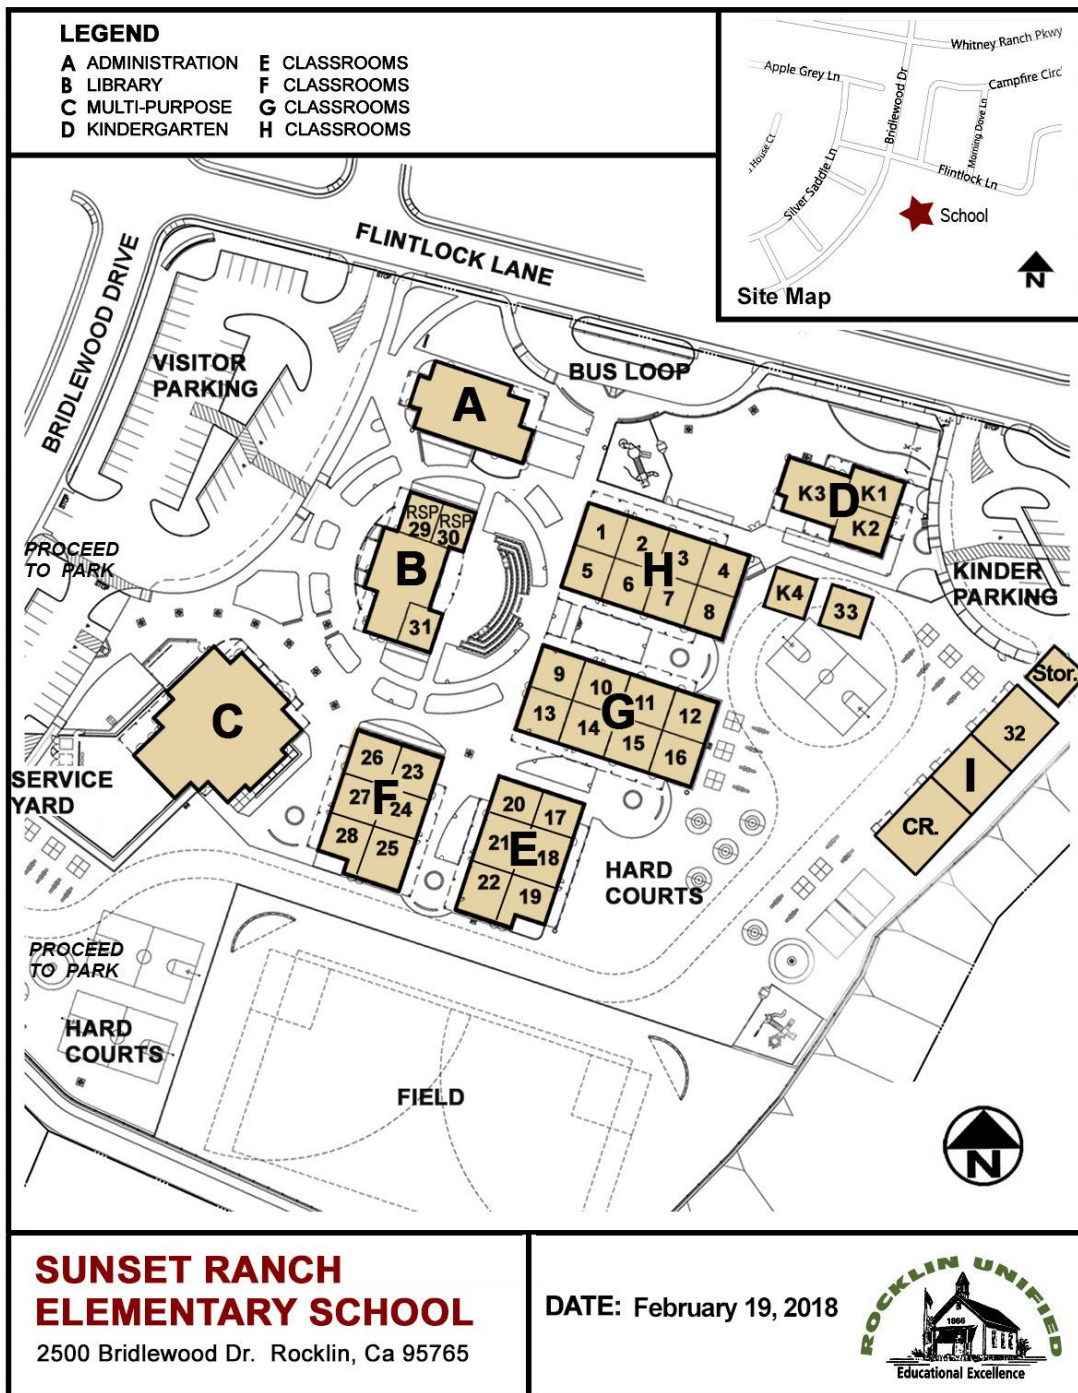 LEGEND
A ADMINISTRATION
B LIBRARY
C MULTI-PURPOSE
D KINDERGARTEN
E CLASSROOMS
F CLASSROOMS
G CLASSROOMS
H CLASSROOMS
Whitney Ranch Pkwy
Apple Grey Ln
Campfire Circ
Bridlewood Dr
Morning Dove Ln
House Ct
Silver Saddle Ln
Flintlock Ln
School
N
Site Map
FLINTLOCK LANE
BRIDLEWOOD DRIVE
STOP
VISITOR
PARKING
BUS LOOP
A
STOP
K3
D
K1
K2
RSP
29
RSP
30
B
31
1
2
3
4
H
5
6
7
8
PROCEED
TO PARK
KINDER
PARKING
K4
33
Stor.
9
10
11
12
G
13
14
15
16
C
32
I
CR.
SERVICE
YARD
26
23
27
F
24
28
25
20
17
21
E
18
22
19
HARD
COURTS
PROCEED
TO PARK
HARD
COURTS
FIELD
N
SUNSET RANCH
ELEMENTARY SCHOOL
2500 Bridlewood Dr. Rocklin, Ca 95765
DATE: February 19, 2018
ROCKLIN UNIFIED
1866
Educational Excellence